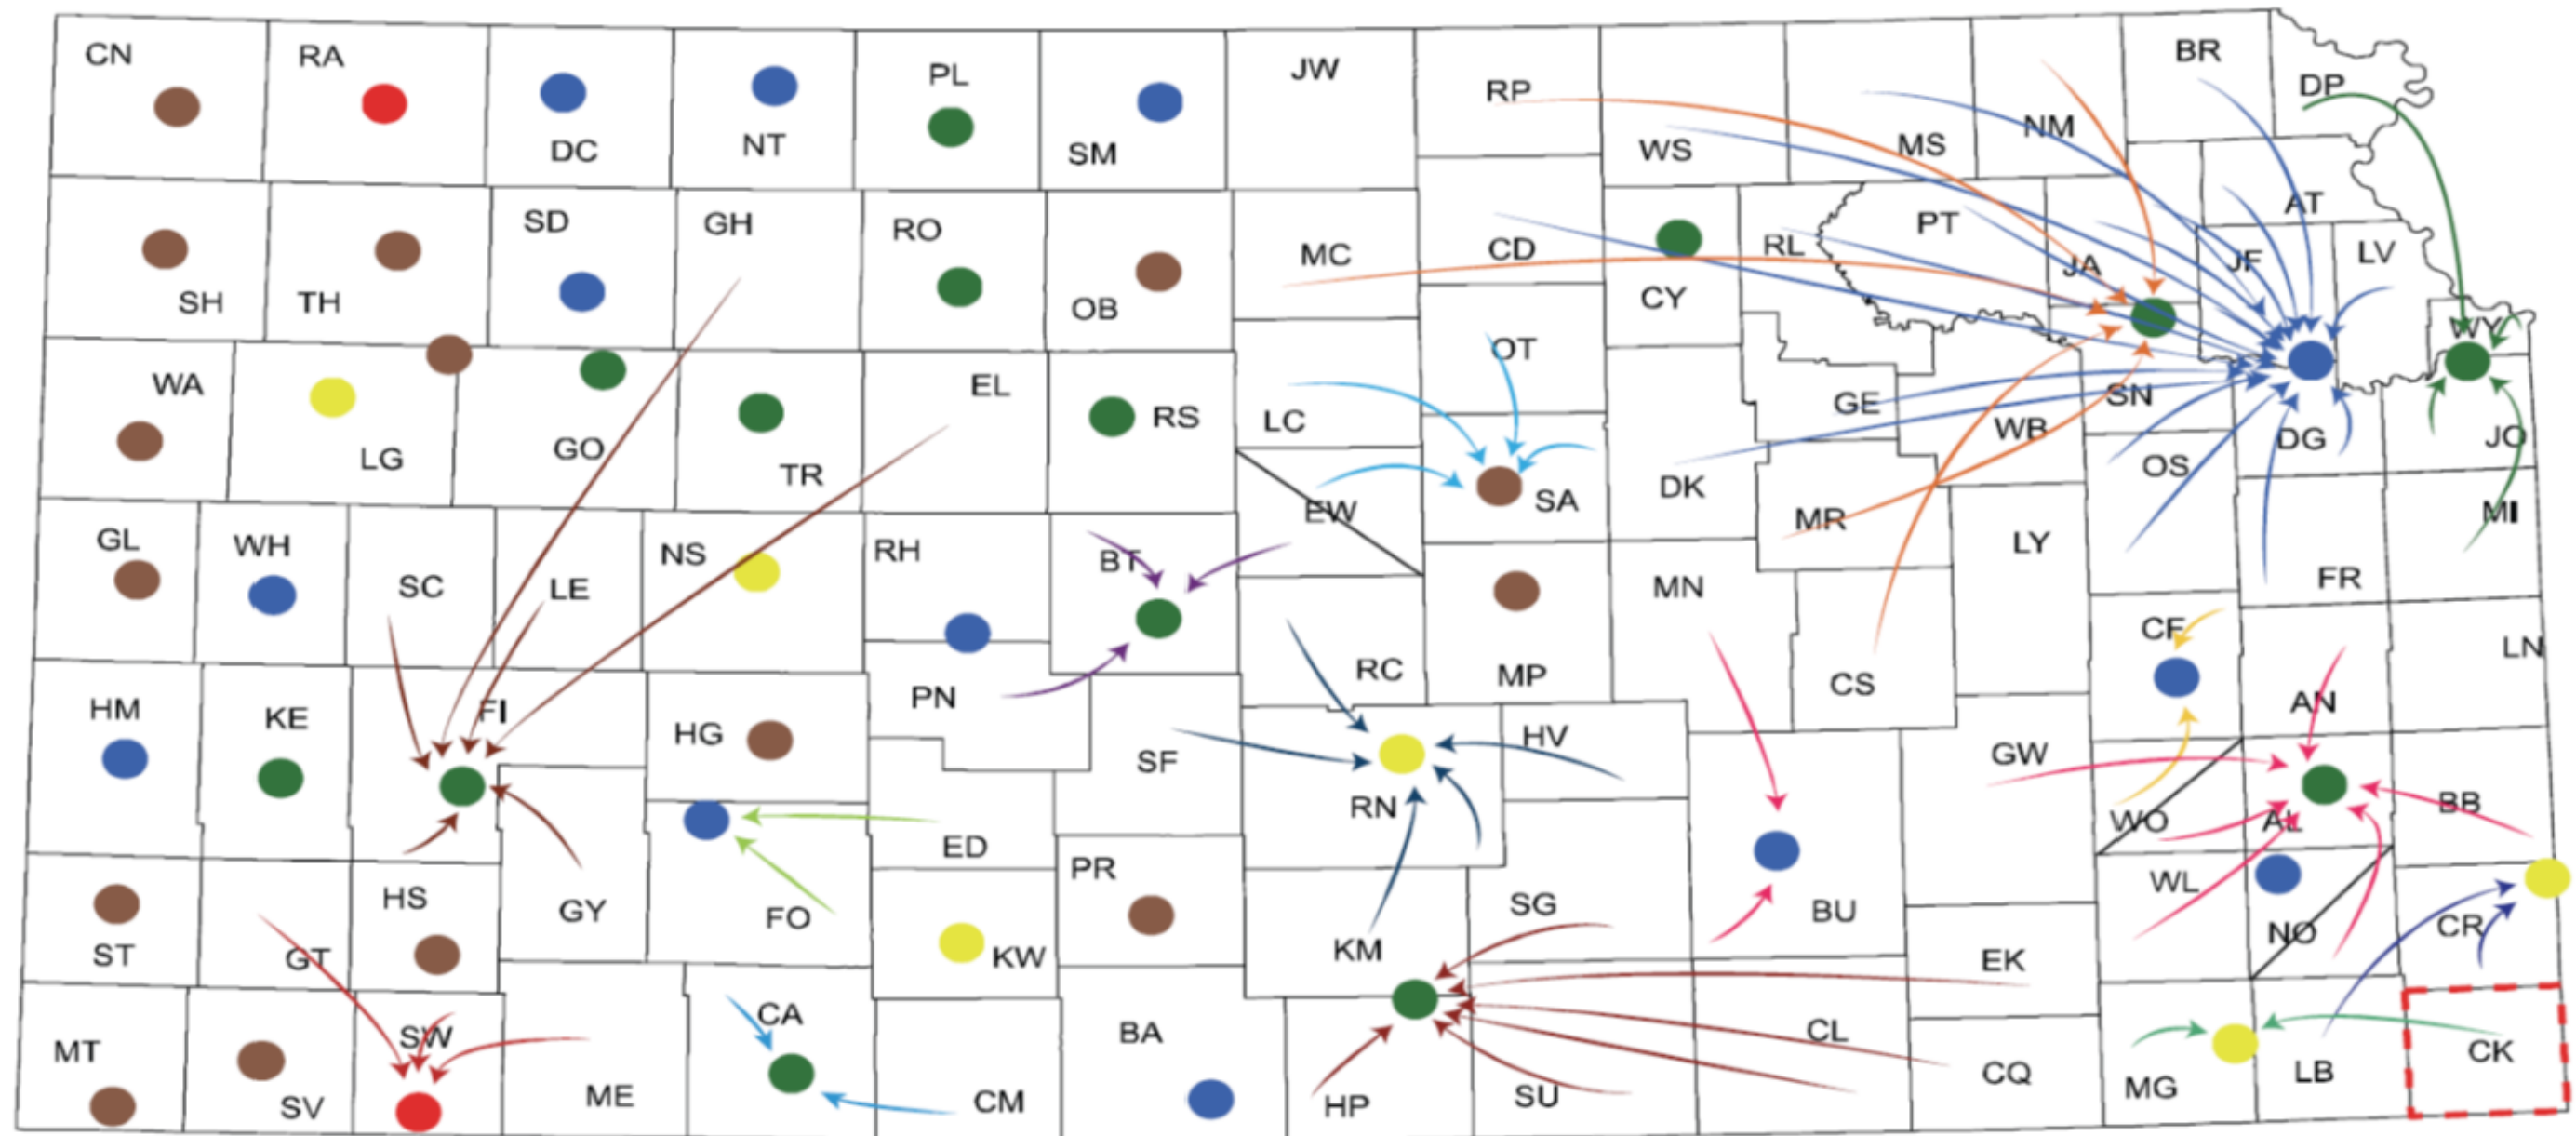 CN RA DC NT PL SM JW RP WS MS NM BR DP
SH TH SD GH RO OB MC CD CY RL PT JA JF AT LV
WA LG GO TR EL RS LC OT SA DK GE WB SN DG WY JO
GL WH SC LE NS RH BT EW MR LY OS FR MI
HM KE FI HG PN SF RC MP MN CS CF AN LN
ST GT HS GY FO ED KW PR RN HV KM SG BU GW WO AL BB
MT SV SW ME CA CM BA HP SU CL EK CQ WL NO CR
MG LB CK